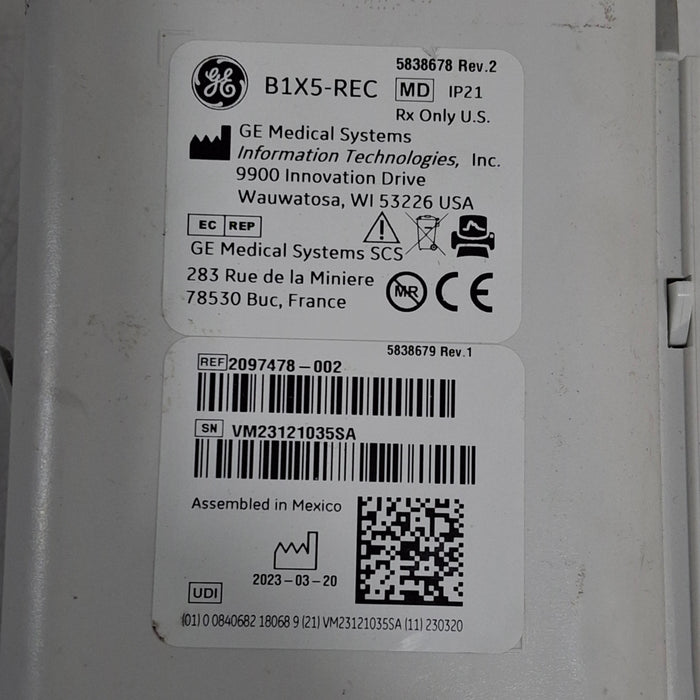 GE
5838678 Rev.2
B1X5-REC MD IP21
Rx Only U.S.
GE Medical Systems
Information Technologies, Inc.
9900 Innovation Drive
Wauwatosa, WI 53226 USA
EC REP
GE Medical Systems SCS
283 Rue de la Miniere
78530 Buc, France
MR CE
5838679 Rev.1
REF 2097478-002
SN VM23121035SA
Assembled in Mexico
2023-03-20
UDI
(01) 0 0840682 18068 9 (21) VM23121035SA (11) 230320